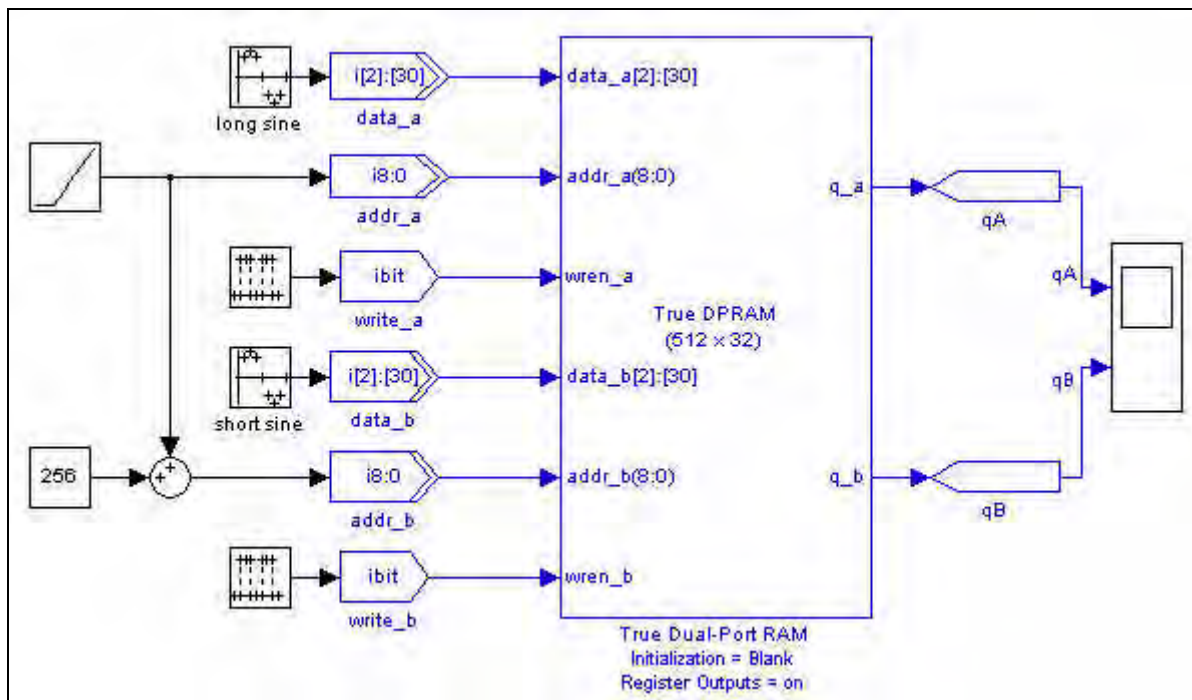 i[2]:[30]
data_a[2]:[30]
long sine
data_a
i8:0
addr_a(8:0)
q_a
addr_a
qA
ibit
wren_a
qA
write_a
True DPRAM
(512 x 32)
i[2]:[30]
data_b[2]:[30]
qB
short sine
data_b
256
i8:0
addr_b(8:0)
q_b
addr_b
qB
ibit
wren_b
write_b
True Dual-Port RAM
Initialization = Blank
Register Outputs = on